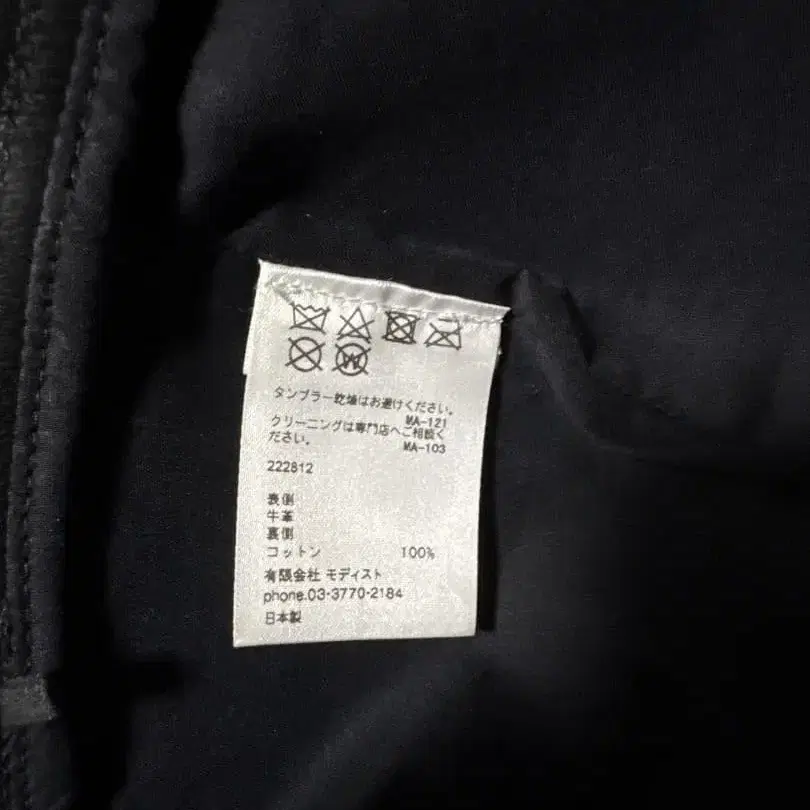 タンブラー乾燥はお避けください。
MA-121
クリーニングは専門店へご相談く
ださい。
MA-103
222812
表側
牛革
裏側
コットン 100%
有限会社 モディスト
phone.03-3770-2184
日本製